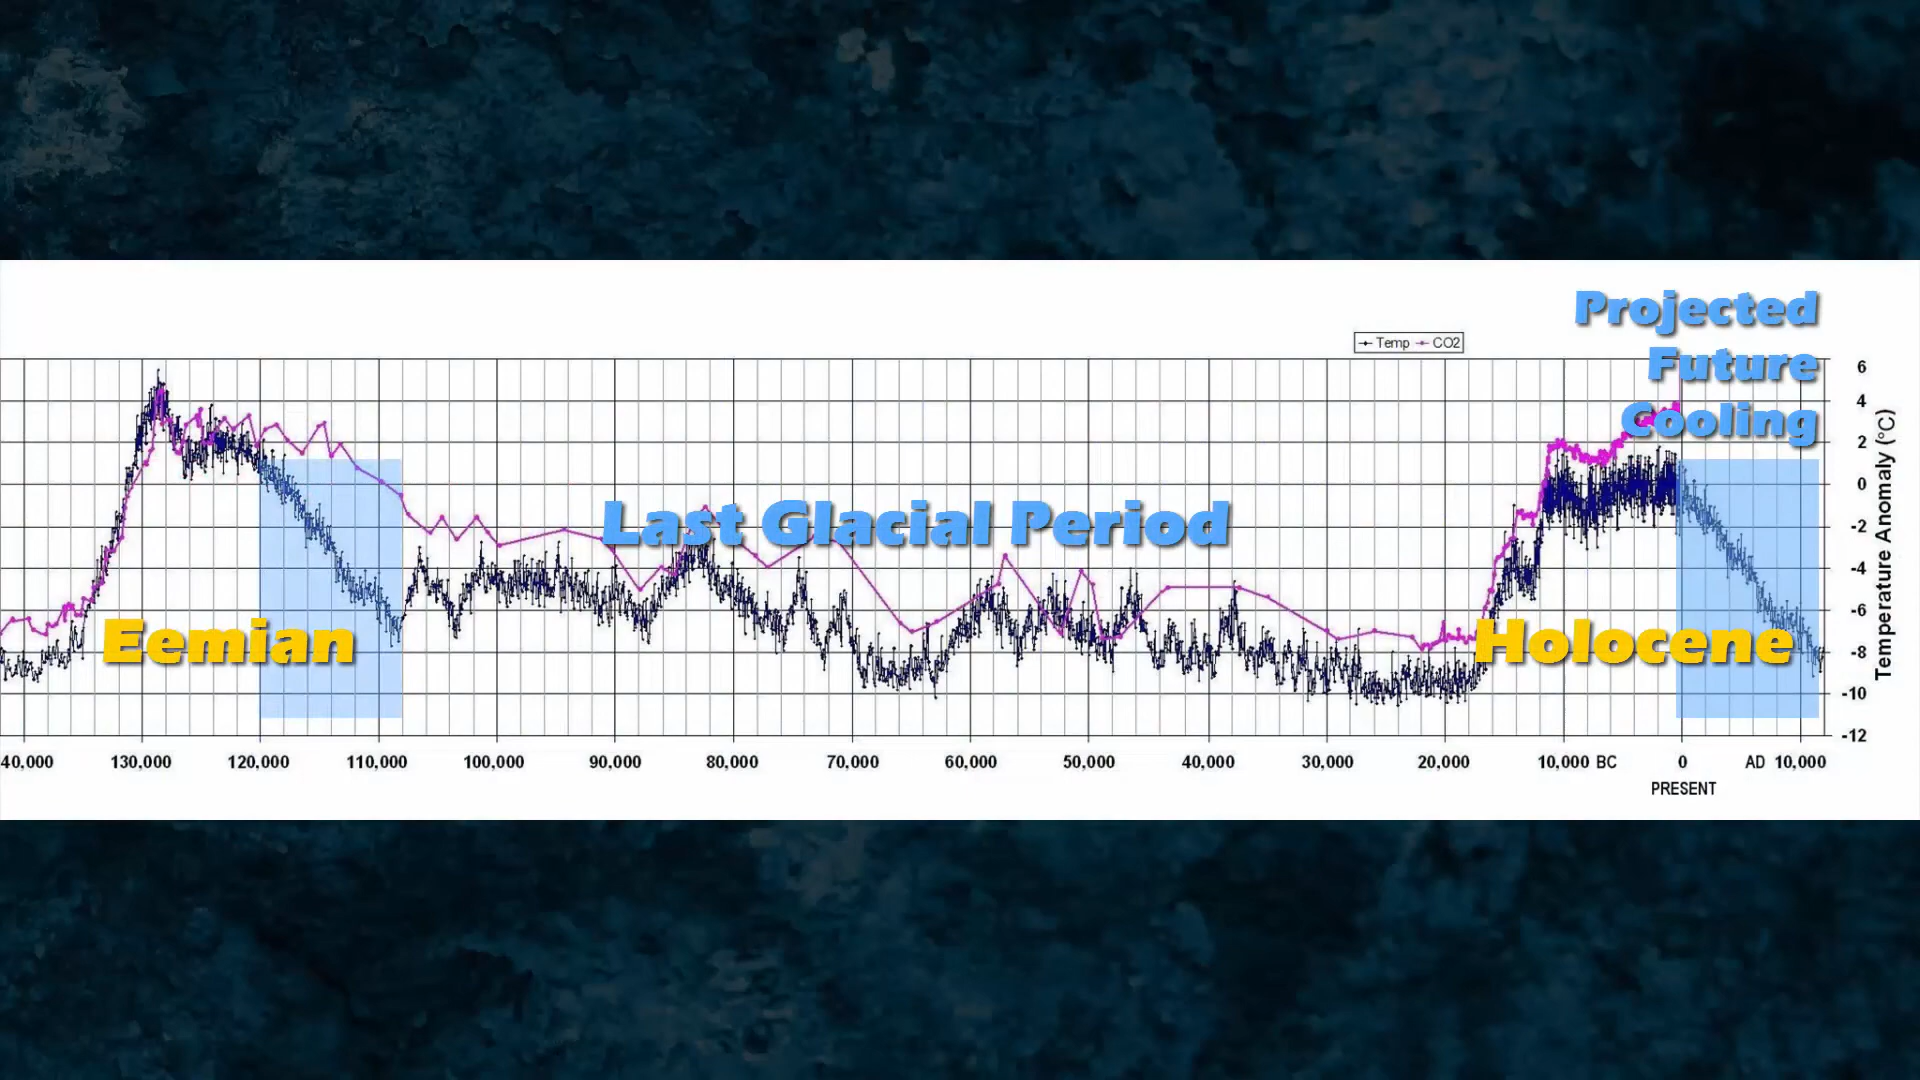 Projected
Future
Cooling
Temp CO2
6
4
2
0
-2
-4
-6
-8
-10
-12
Temperature Anomaly (°C)
Last Glacial Period
Eemian
Holocene
40,000 130,000 120,000 110,000 100,000 90,000 80,000 70,000 60,000 50,000 40,000 30,000 20,000 10,000 BC 0 AD 10,000
PRESENT